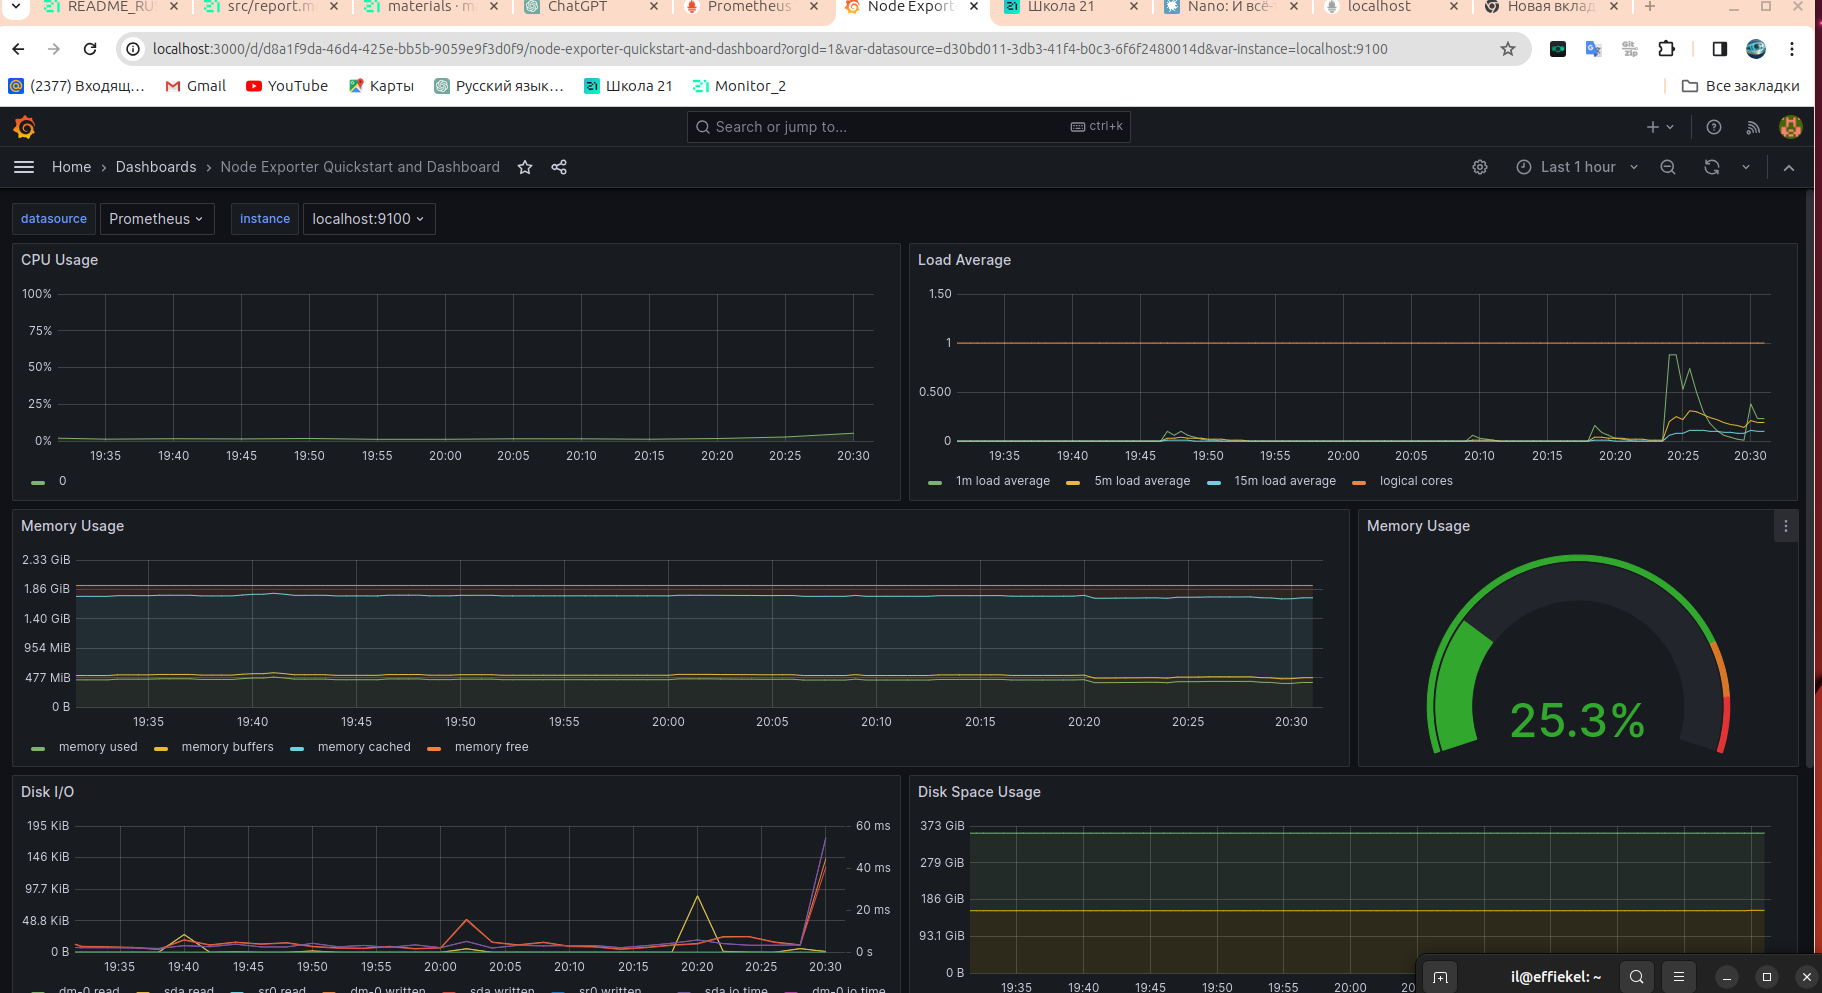 README_RU
src/report.m
materials · m
ChatGPT
Prometheus
Node Export
Школа 21
Nano: И всё-
localhost
Новая вклад
localhost:3000/d/d8a1f9da-46d4-425e-bb5b-9059e9f3d0f9/node-exporter-quickstart-and-dashboard?orgId=1&var-datasource=d30bd011-3db3-41f4-b0c3-6f6f2480014d&var-instance=localhost:9100
(2377) Входящ...
Gmail
YouTube
Карты
Русский язык...
Школа 21
Monitor_2
Все закладки
Search or jump to...
ctrl+k
Home › Dashboards › Node Exporter Quickstart and Dashboard
Last 1 hour
datasource
Prometheus
instance
localhost:9100
CPU Usage
100%
75%
50%
25%
0%
19:35 19:40 19:45 19:50 19:55 20:00 20:05 20:10 20:15 20:20 20:25 20:30
0
Load Average
1.50
1
0.500
0
19:35 19:40 19:45 19:50 19:55 20:00 20:05 20:10 20:15 20:20 20:25 20:30
1m load average 5m load average 15m load average logical cores
Memory Usage
2.33 GiB
1.86 GiB
1.40 GiB
954 MiB
477 MiB
0 B
19:35 19:40 19:45 19:50 19:55 20:00 20:05 20:10 20:15 20:20 20:25 20:30
memory used memory buffers memory cached memory free
Memory Usage
25.3%
Disk I/O
195 KiB
146 KiB
97.7 KiB
48.8 KiB
0 B
60 ms
40 ms
20 ms
0 s
19:35 19:40 19:45 19:50 19:55 20:00 20:05 20:10 20:15 20:20 20:25 20:30
dm-0 read sda read sr0 read dm-0 written sda written sr0 written sda io time dm-0 io time
Disk Space Usage
373 GiB
279 GiB
186 GiB
93.1 GiB
0 B
19:35 19:40 19:45 19:50 19:55 20:00 20
il@effiekel: ~